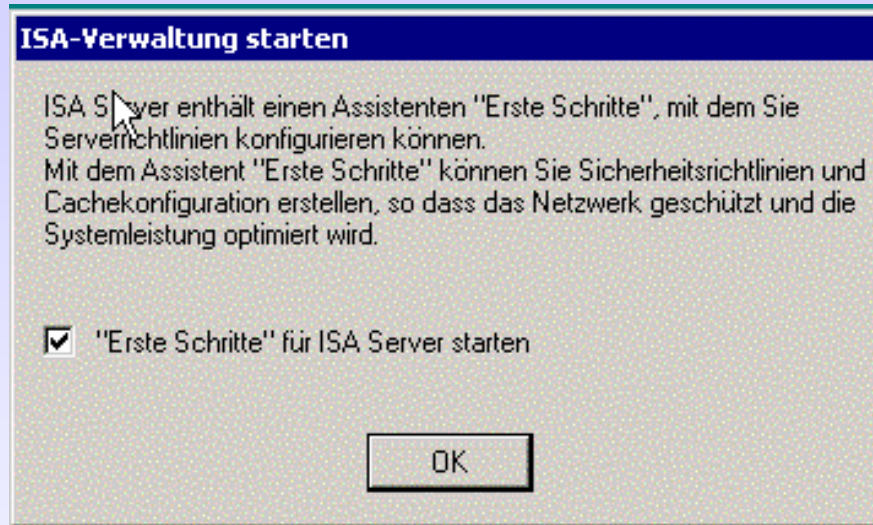 ISA-Verwaltung starten
ISA Server enthält einen Assistenten "Erste Schritte", mit dem Sie
Serverrichtlinien konfigurieren können.
Mit dem Assistent "Erste Schritte" können Sie Sicherheitsrichtlinien und
Cachekonfiguration erstellen, so dass das Netzwerk geschützt und die
Systemleistung optimiert wird.
"Erste Schritte" für ISA Server starten
OK